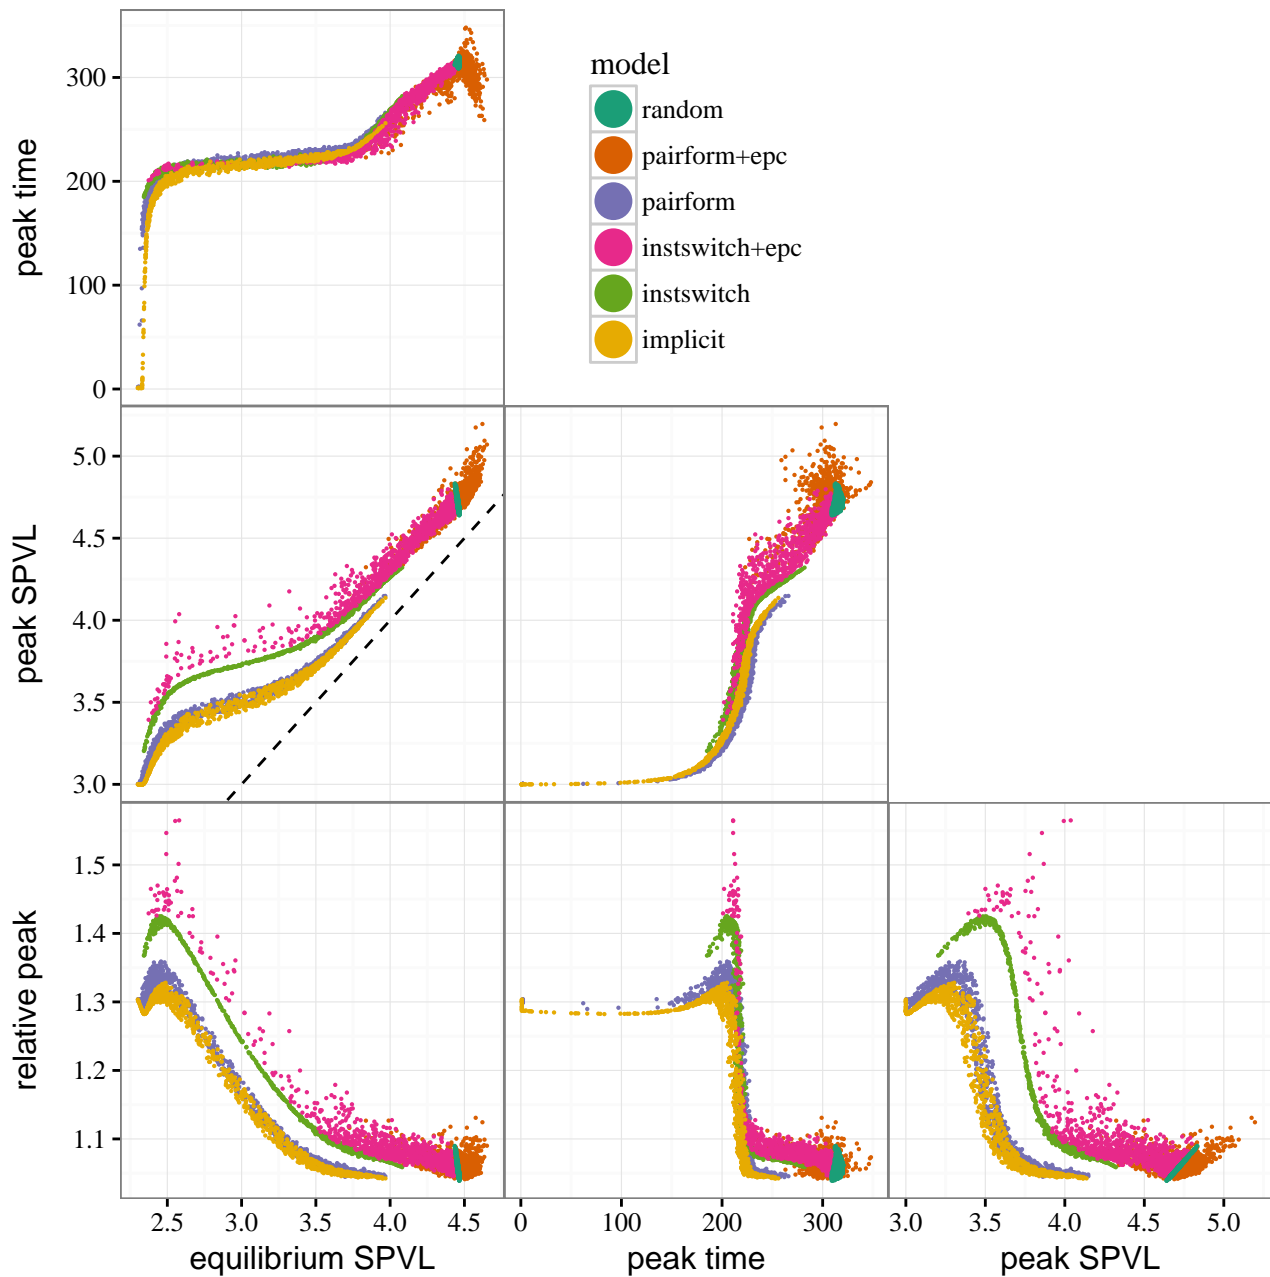 model
random
pairform+epc
pairform
instswitch+epc
instswitch
implicit
peak time
300
200
100
0
peak SPVL
5.0
4.5
4.0
3.5
3.0
relative peak
1.5
1.4
1.3
1.2
1.1
2.5 3.0 3.5 4.0 4.5
0 100 200 300
3.0 3.5 4.0 4.5 5.0
equilibrium SPVL
peak time
peak SPVL